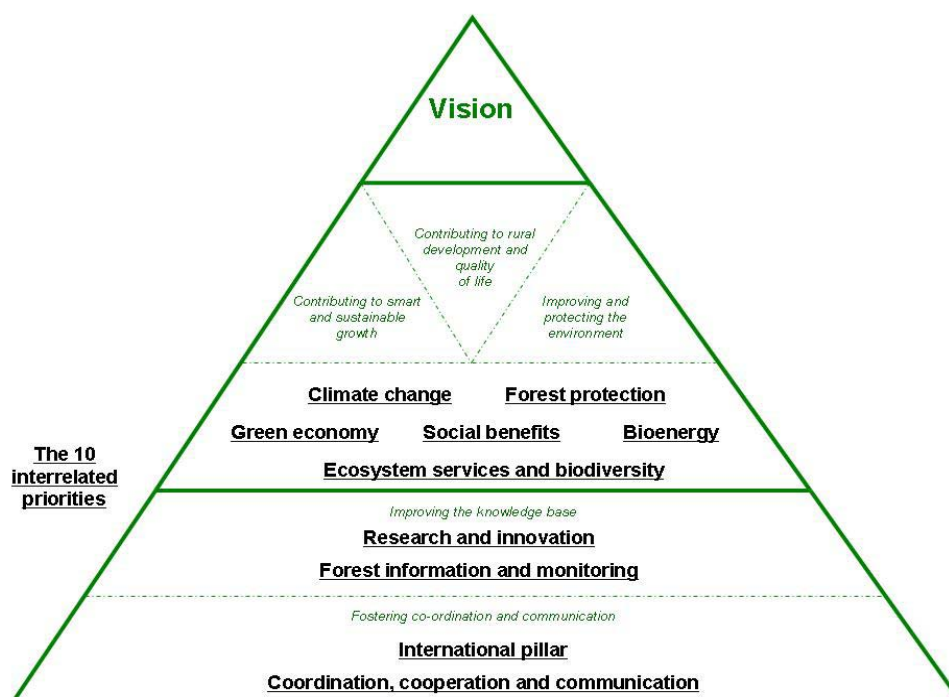 Vision
Contributing to rural
development and
quality
of life
Contributing to smart
and sustainable
growth
Improving and
protecting the
environment
Climate change
Forest protection
Green economy
Social benefits
Bioenergy
Ecosystem services and biodiversity
The 10
interrelated
priorities
Improving the knowledge base
Research and innovation
Forest information and monitoring
Fostering co-ordination and communication
International pillar
Coordination, cooperation and communication